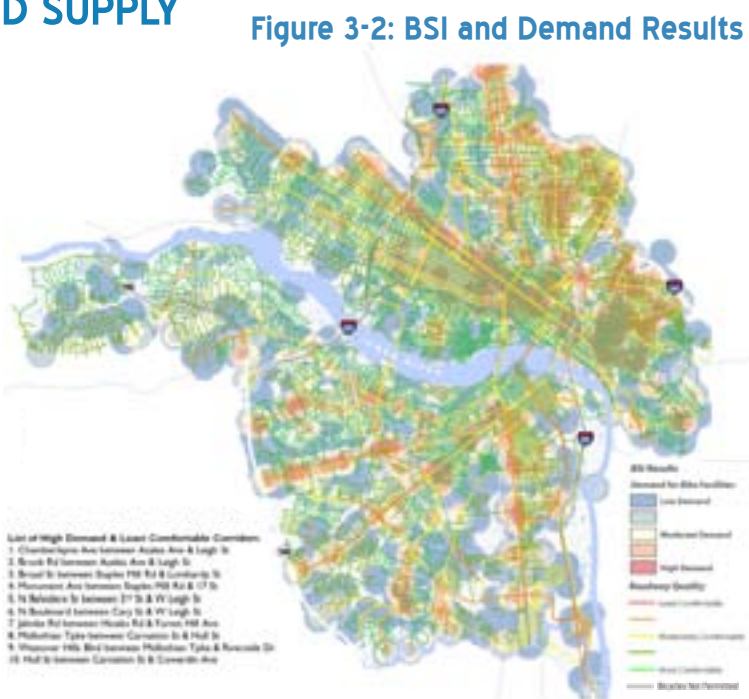 D SUPPLY
Figure 3-2: BSI and Demand Results
BSI Results
Demand for Bike Facilities
Low Demand
Moderate Demand
High Demand
Roadway Quality
Least Comfortable
Moderately Comfortable
Most Comfortable
Bicycles Not Permitted
List of High Demand & Least Comfortable Corridors:
1. Chamberlayne Ave between Azalea Ave & Leigh St
2. Brook Rd between Azalea Ave & Leigh St
3. Broad St between Staples Mill Rd & Lombardy St
4. Monument Ave between Staples Mill Rd & 17 St
5. N Belvidere St between 2nd St & W Leigh St
6. N Boulevard between Cary St & W Leigh St
7. Jahnke Rd between Hioaks Rd & Forest Hill Ave
8. Midlothian Tpke between Carnation St & Hull St
9. Westover Hills Blvd between Midlothian Tpke & Riverside Dr
10. Hull St between Carnation St & Cowardin Ave